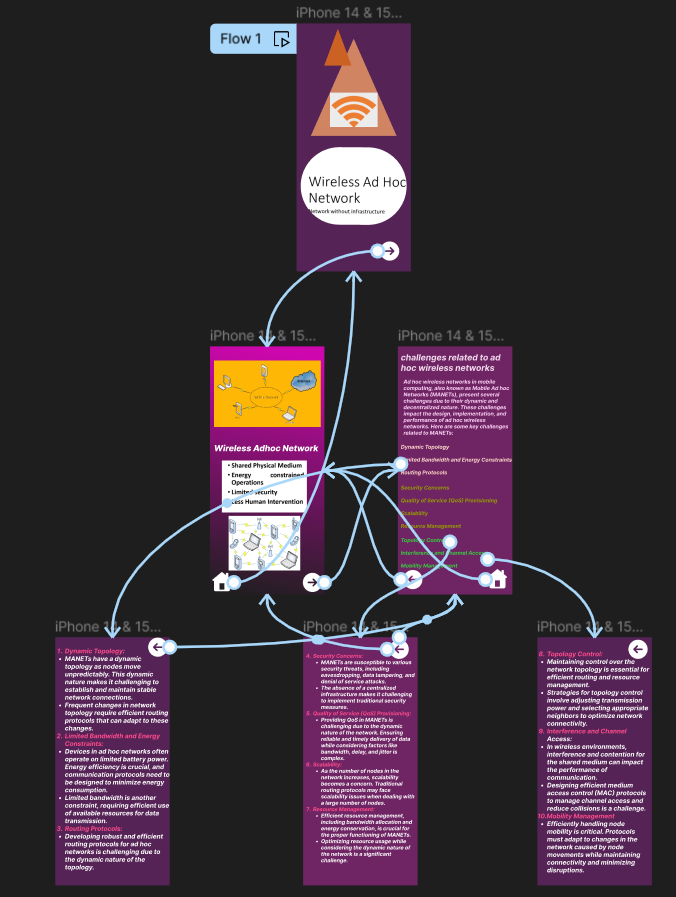 iPhone 14 & 15...
Flow 1
Wireless Ad Hoc
Network
Network without infrastructure
iPhone 14 & 15...
Wireless Adhoc Network
• Shared Physical Medium
• Energy constrained
Operations
• Limited security
• Less Human Intervention
iPhone 14 & 15...
challenges related to ad
hoc wireless networks
Ad hoc wireless networks in mobile
computing, also known as Mobile Ad hoc
Networks (MANETs), present several
challenges due to their dynamic and
decentralized nature. These challenges
impact the design, implementation, and
performance of ad hoc wireless
networks. Here are some key challenges
related to MANETs:
Dynamic Topology
Limited Bandwidth and Energy Constraints
Routing Protocols
Security Concerns
Quality of Service (QoS) Provisioning
Scalability
Resource Management
Topology Control
Interference and Channel Access
Mobility Management
iPhone 14 & 15...
1. Dynamic Topology:
• MANETs have a dynamic
topology as nodes move
unpredictably. This dynamic
nature makes it challenging to
establish and maintain stable
network connections.
• Frequent changes in network
topology require efficient routing
protocols that can adapt to these
changes.
2. Limited Bandwidth and Energy
Constraints:
• Devices in ad hoc networks often
operate on limited battery power.
Energy efficiency is crucial, and
communication protocols need to
be designed to minimize energy
consumption.
• Limited bandwidth is another
constraint, requiring efficient use
of available resources for data
transmission.
3. Routing Protocols:
• Developing robust and efficient
routing protocols for ad hoc
networks is challenging due to
the dynamic nature of the
topology.
iPhone 14 & 15...
4. Security Concerns:
• MANETs are susceptible to various
security threats, including
eavesdropping, data tampering, and
denial of service attacks.
• The absence of a centralized
infrastructure makes it challenging
to implement traditional security
measures.
5. Quality of Service (QoS) Provisioning:
• Providing QoS in MANETs is
challenging due to the dynamic
nature of the network. Ensuring
reliable and timely delivery of data
while considering factors like
bandwidth, delay, and jitter is
complex.
6. Scalability:
• As the number of nodes in the
network increases, scalability
becomes a concern. Traditional
routing protocols may face
scalability issues when dealing with
a large number of nodes.
7. Resource Management:
• Efficient resource management,
including bandwidth allocation and
energy conservation, is crucial for
the proper functioning of MANETs.
• Optimizing resource usage while
considering the dynamic nature of
the network is a significant
challenge.
iPhone 14 & 15...
8. Topology Control:
• Maintaining control over the
network topology is essential for
efficient routing and resource
management.
• Strategies for topology control
involve adjusting transmission
power and selecting appropriate
neighbors to optimize network
connectivity.
9. Interference and Channel
Access:
• In wireless environments,
interference and contention for
the shared medium can impact
the performance of
communication.
• Designing efficient medium
access control (MAC) protocols
to manage channel access and
reduce collisions is a challenge.
10.Mobility Management
• Efficiently handling node
mobility is critical. Protocols
must adapt to changes in the
network caused by node
movements while maintaining
connectivity and minimizing
disruptions.